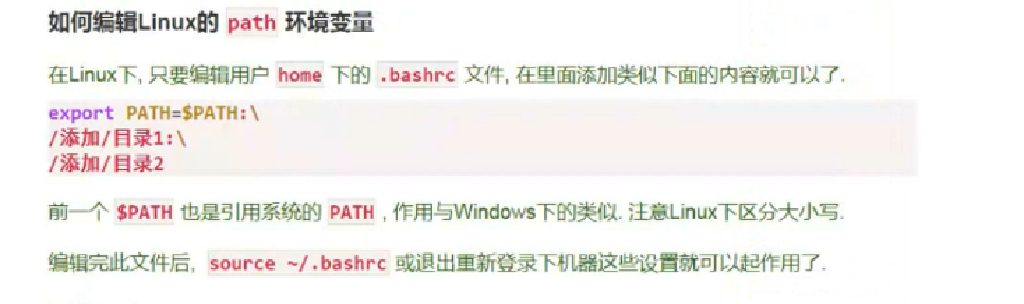 如何编辑Linux的 path 环境变量
在Linux下, 只要编辑用户 home 下的 .bashrc 文件, 在里面添加类似下面的内容就可以了.
export PATH=$PATH:\
/添加/目录1:\
/添加/目录2
前一个 $PATH 也是引用系统的 PATH , 作用与Windows下的类似. 注意Linux下区分大小写.
编辑完此文件后, source ~/.bashrc 或退出重新登录下机器这些设置就可以起作用了.